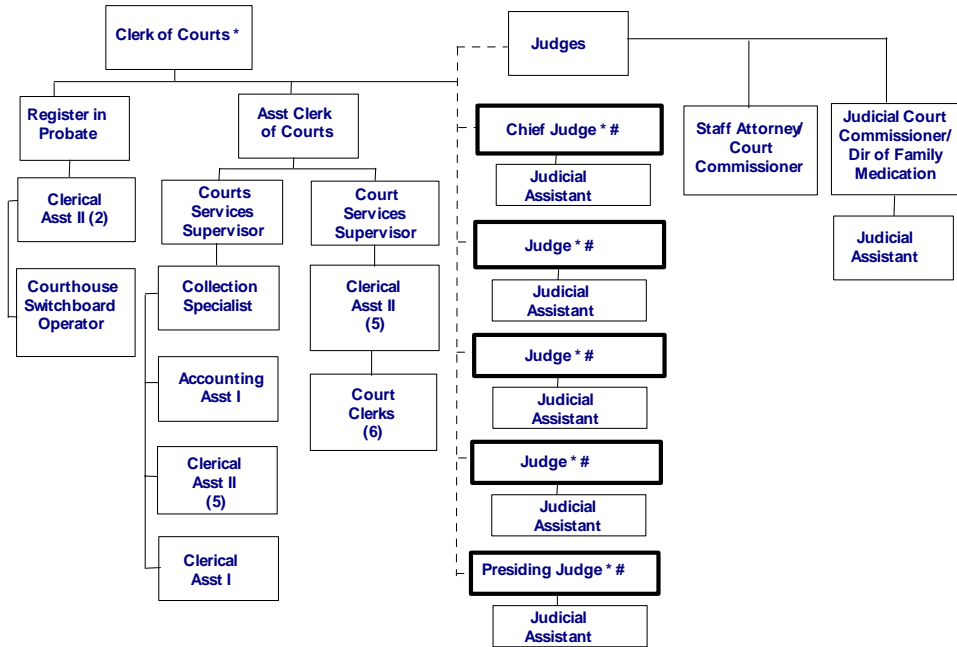 Clerk of Courts *
Judges
Register in
Probate
Asst Clerk
of Courts
Chief Judge * #
Staff Attorney/
Court
Commissioner
Judicial Court
Commissioner/
Dir of Family
Medication
Judicial
Assistant
Clerical
Asst II (2)
Courts
Services
Supervisor
Court
Services
Supervisor
Judge * #
Judicial
Assistant
Judicial
Assistant
Courthouse
Switchboard
Operator
Collection
Specialist
Clerical
Asst II
(5)
Judge * #
Judicial
Assistant
Accounting
Asst I
Court
Clerks
(6)
Judge * #
Judicial
Assistant
Clerical
Asst II
(5)
Clerical
Asst I
Presiding Judge * #
Judicial
Assistant